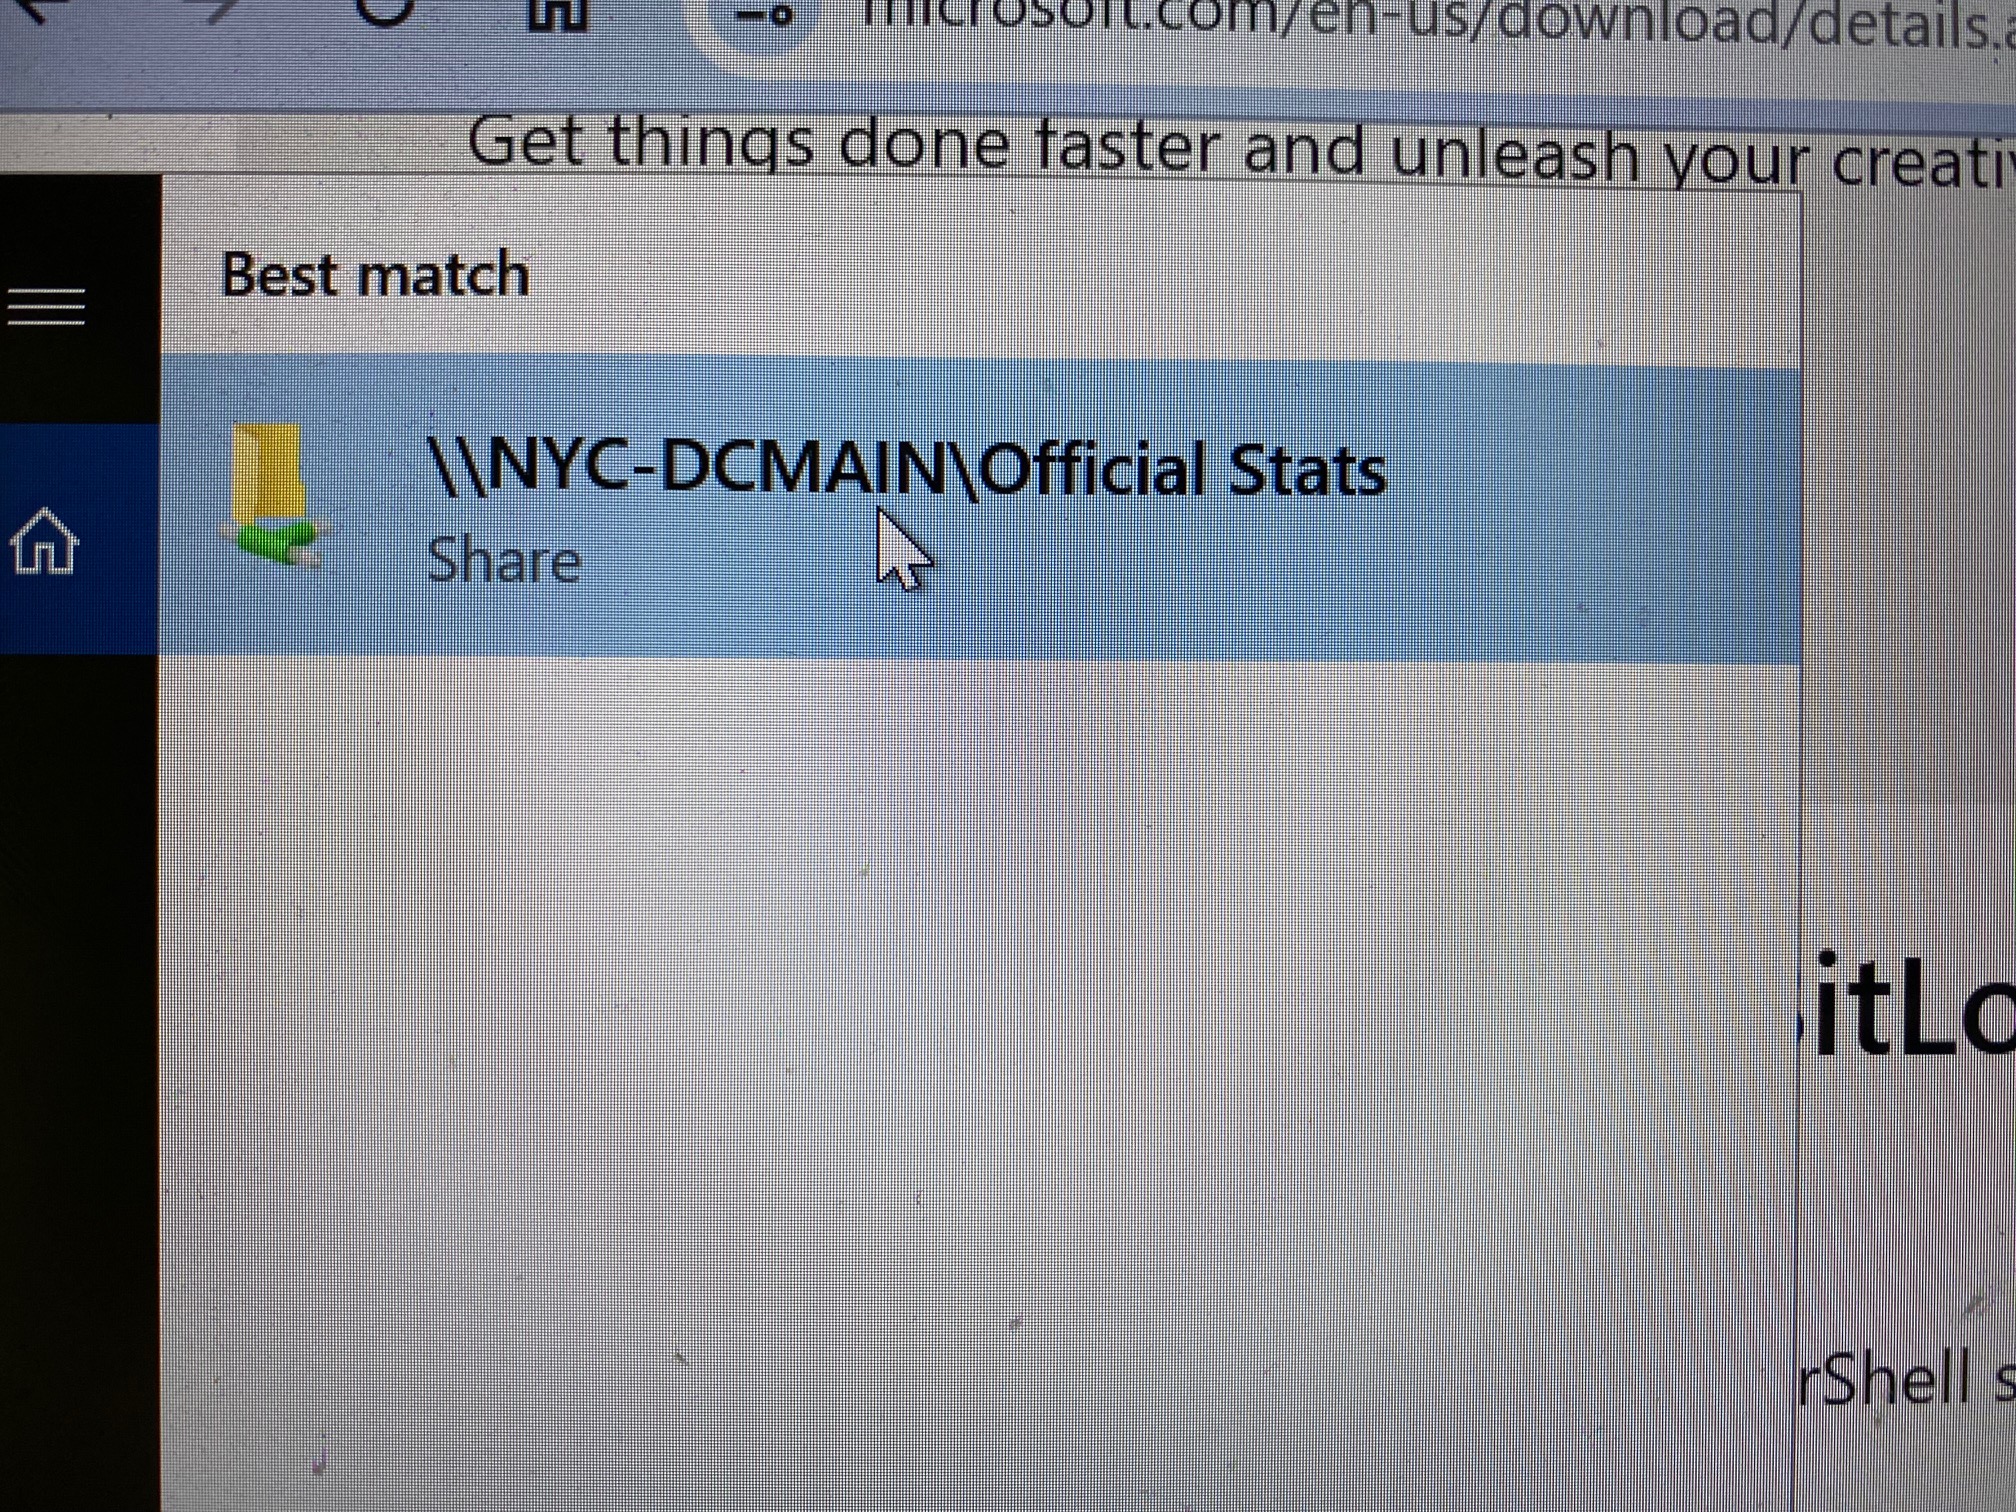 microsoft.com/en-us/download/details.a
Get things done faster and unleash your creativ
Best match
\\NYC-DCMAIN\Official Stats
Share
itLo
rShell s